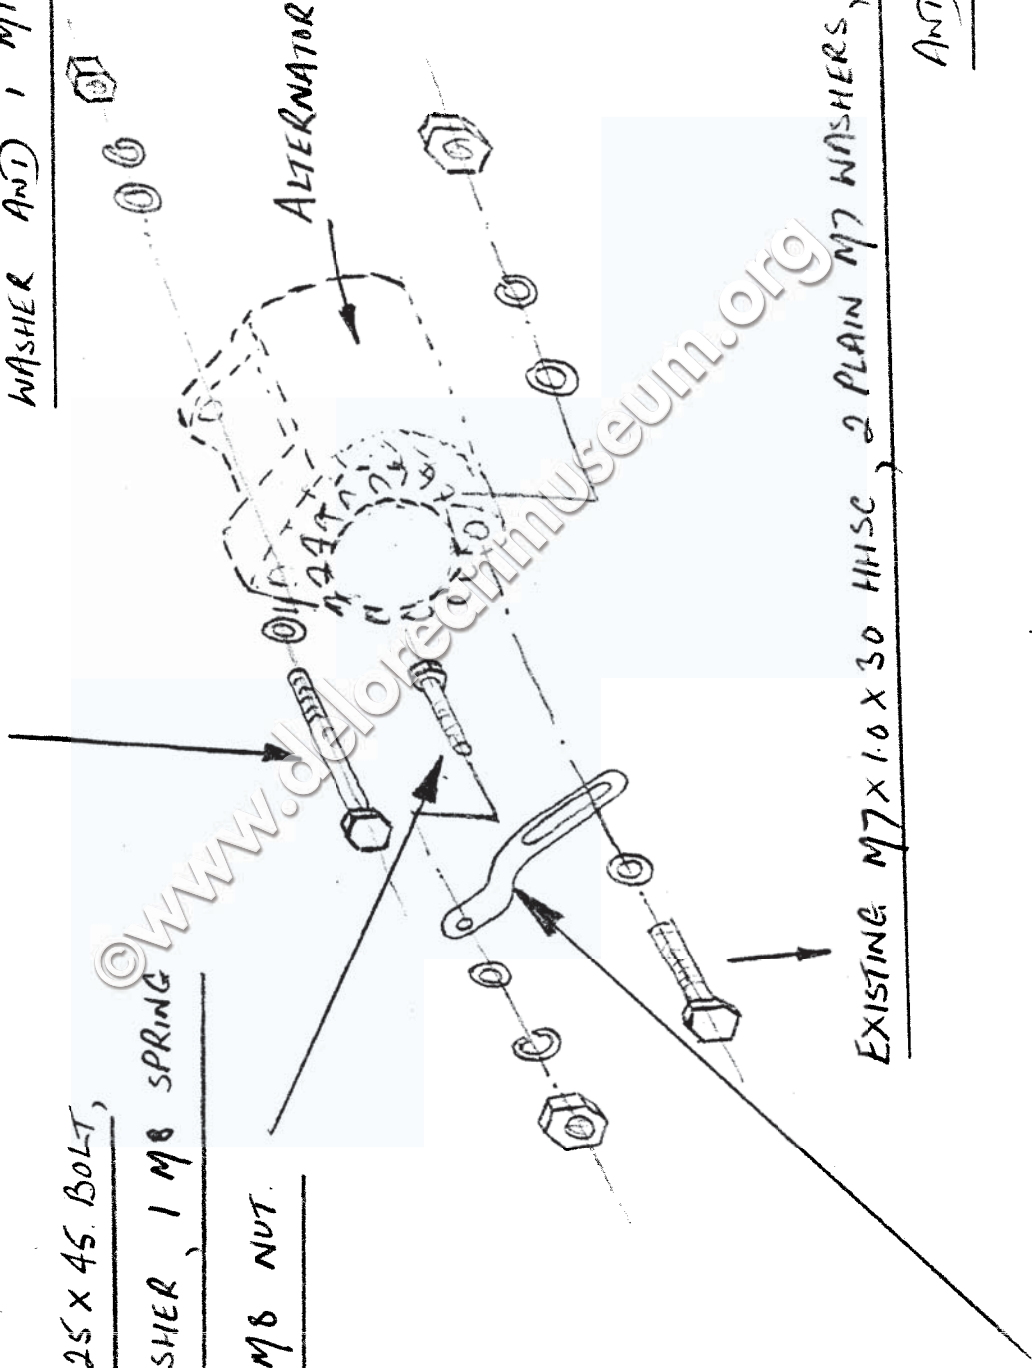 WASHER AND 1
ALTERNATOR
25 X 45. BOLT,
SHER, 1 M8 SPRING
M8 NUT.
EXISTING M7 X 1.0 X 30 HHSC, 2 PLAIN M7 WASHERS,
AND
©www.deloreanmuseum.org